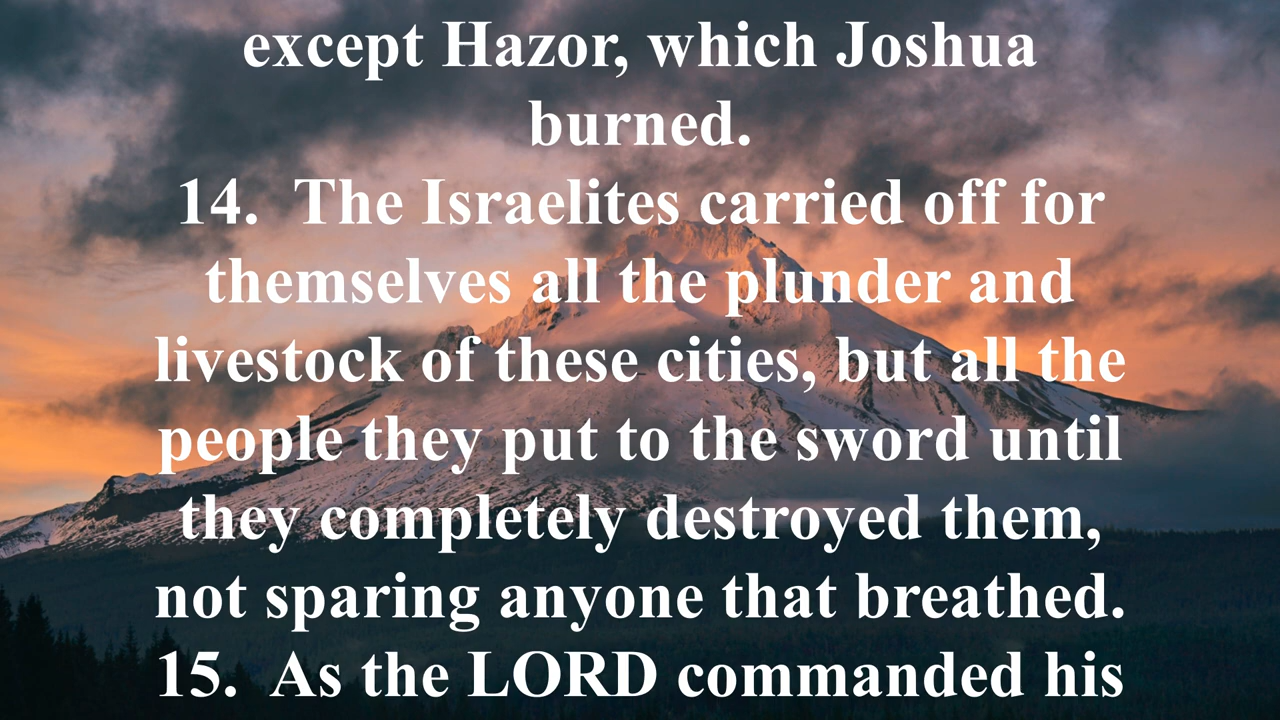 except Hazor, which Joshua
burned.
14.  The Israelites carried off for
themselves all the plunder and
livestock of these cities, but all the
people they put to the sword until
they completely destroyed them,
not sparing anyone that breathed.
15.  As the LORD commanded his